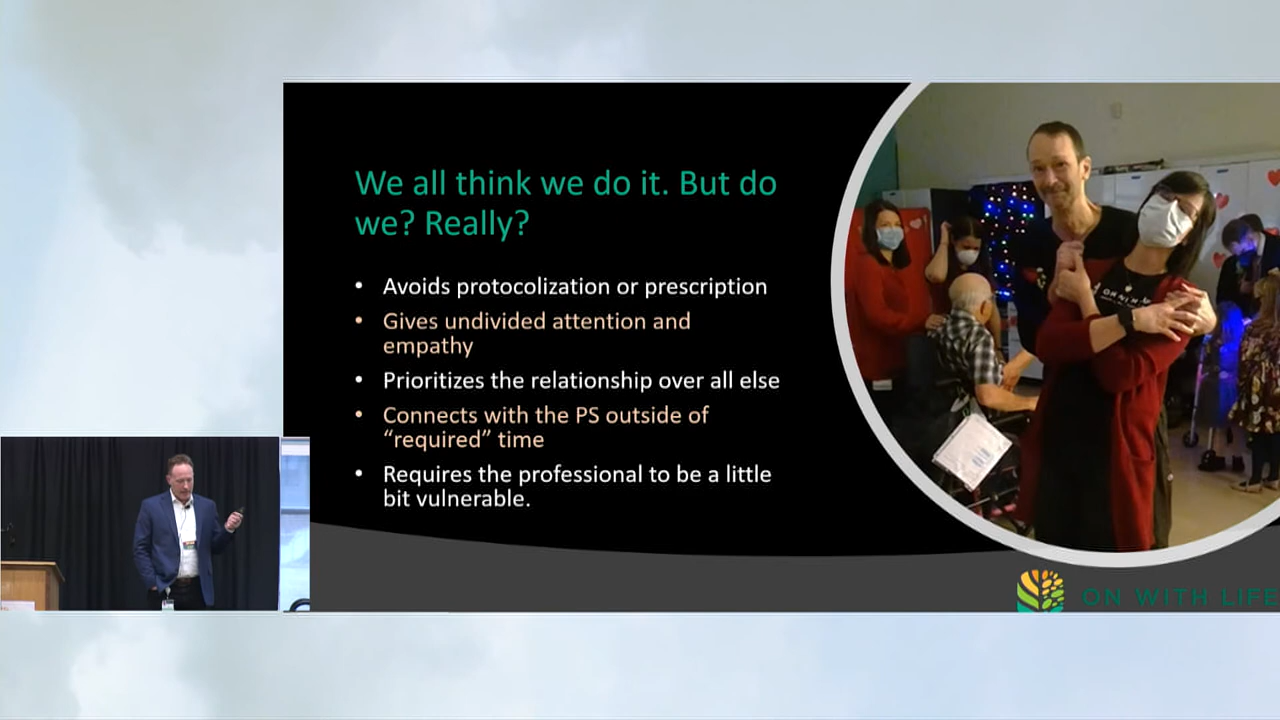 We all think we do it. But do
we? Really?
• Avoids protocolization or prescription
• Gives undivided attention and
empathy
• Prioritizes the relationship over all else
• Connects with the PS outside of
“required” time
• Requires the professional to be a little
bit vulnerable.
ON WITH LIFE